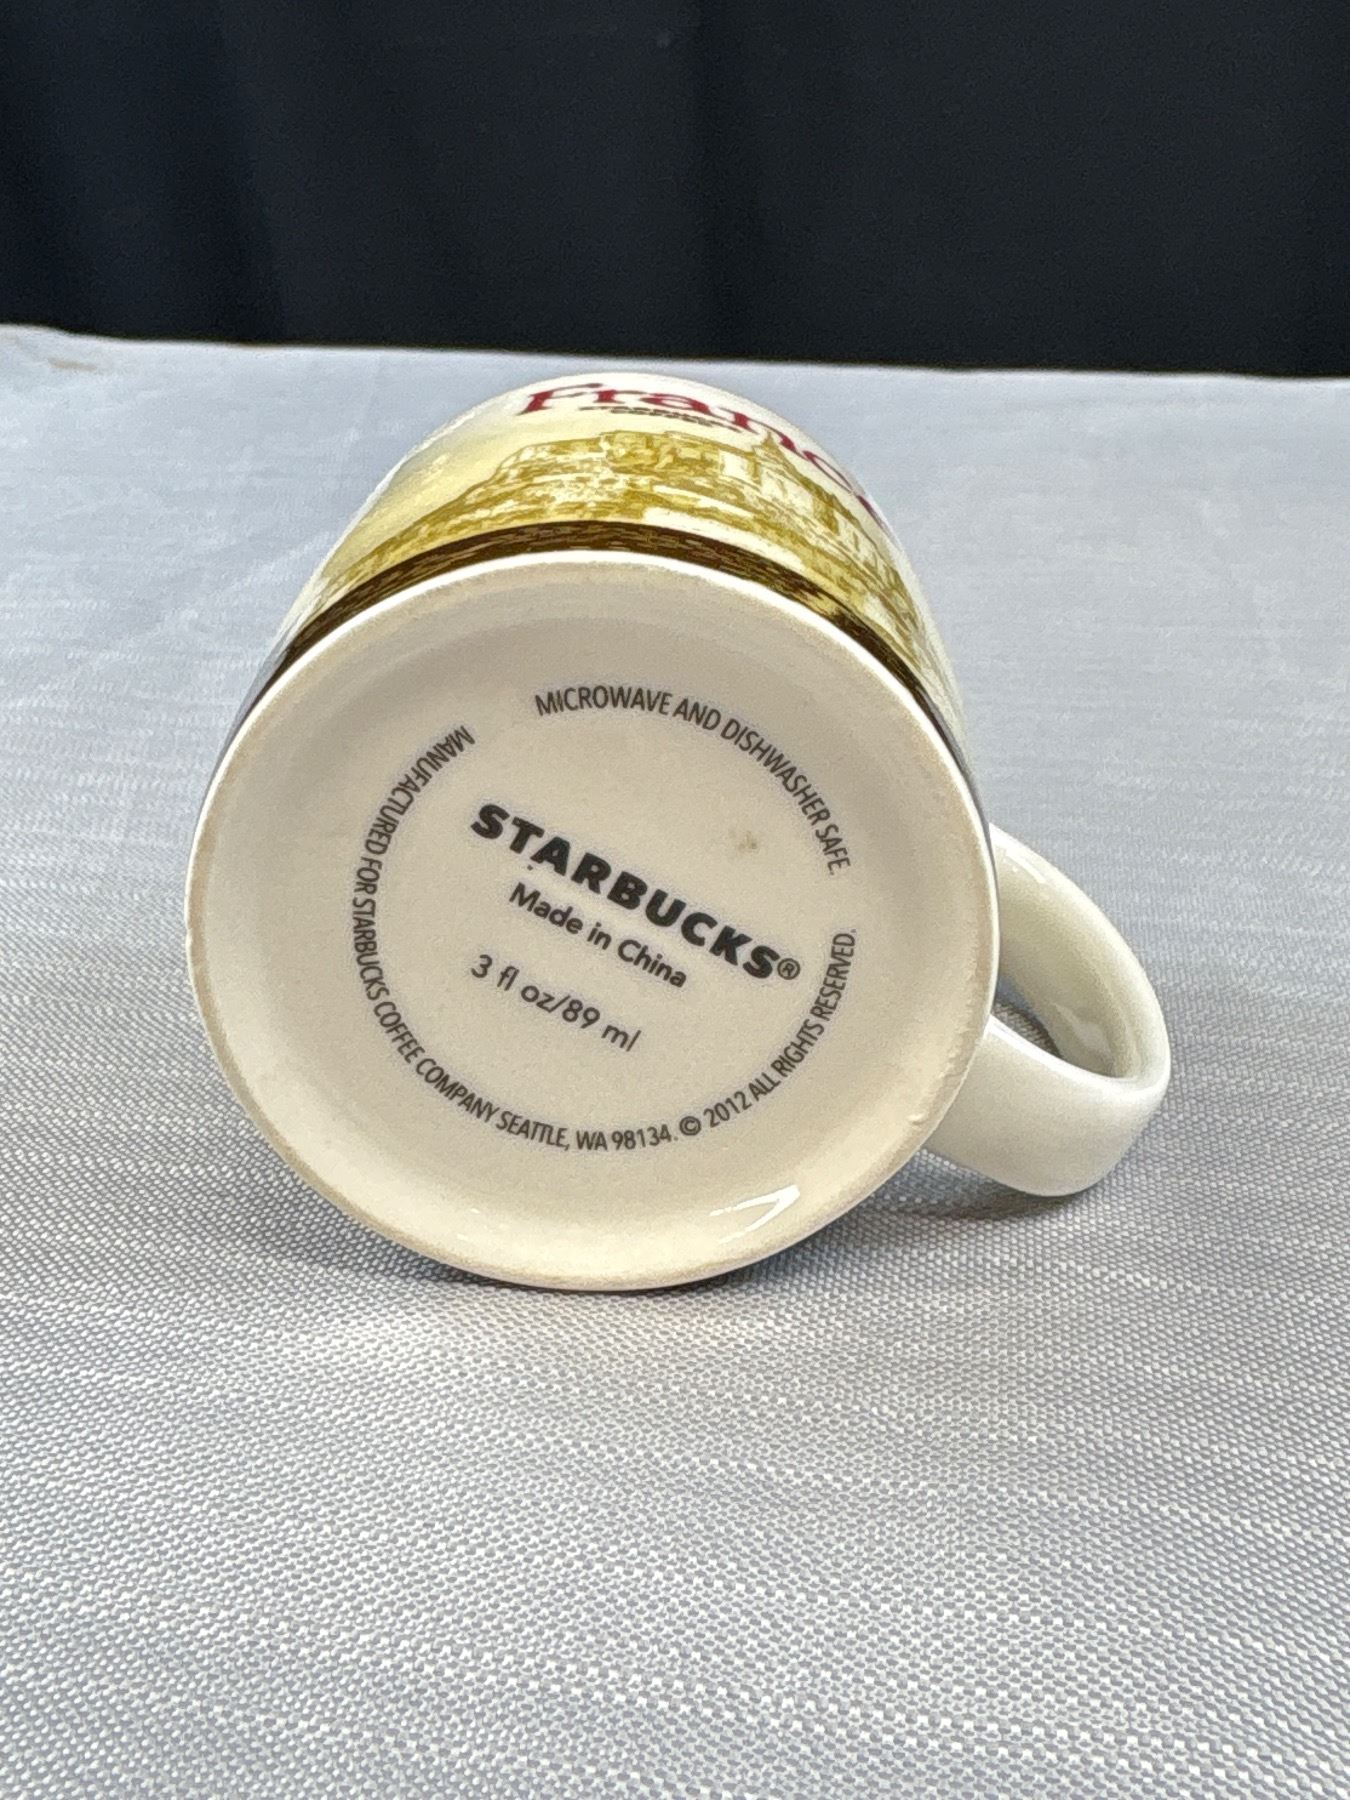 Franc
MICROWAVE AND DISHWASHER SAFE.
STARBUCKS®
Made in China
3 fl oz/89 ml
MANUFACTURED FOR STARBUCKS COFFEE COMPANY SEATTLE, WA 98134. © 2012 ALL RIGHTS RESERVED.